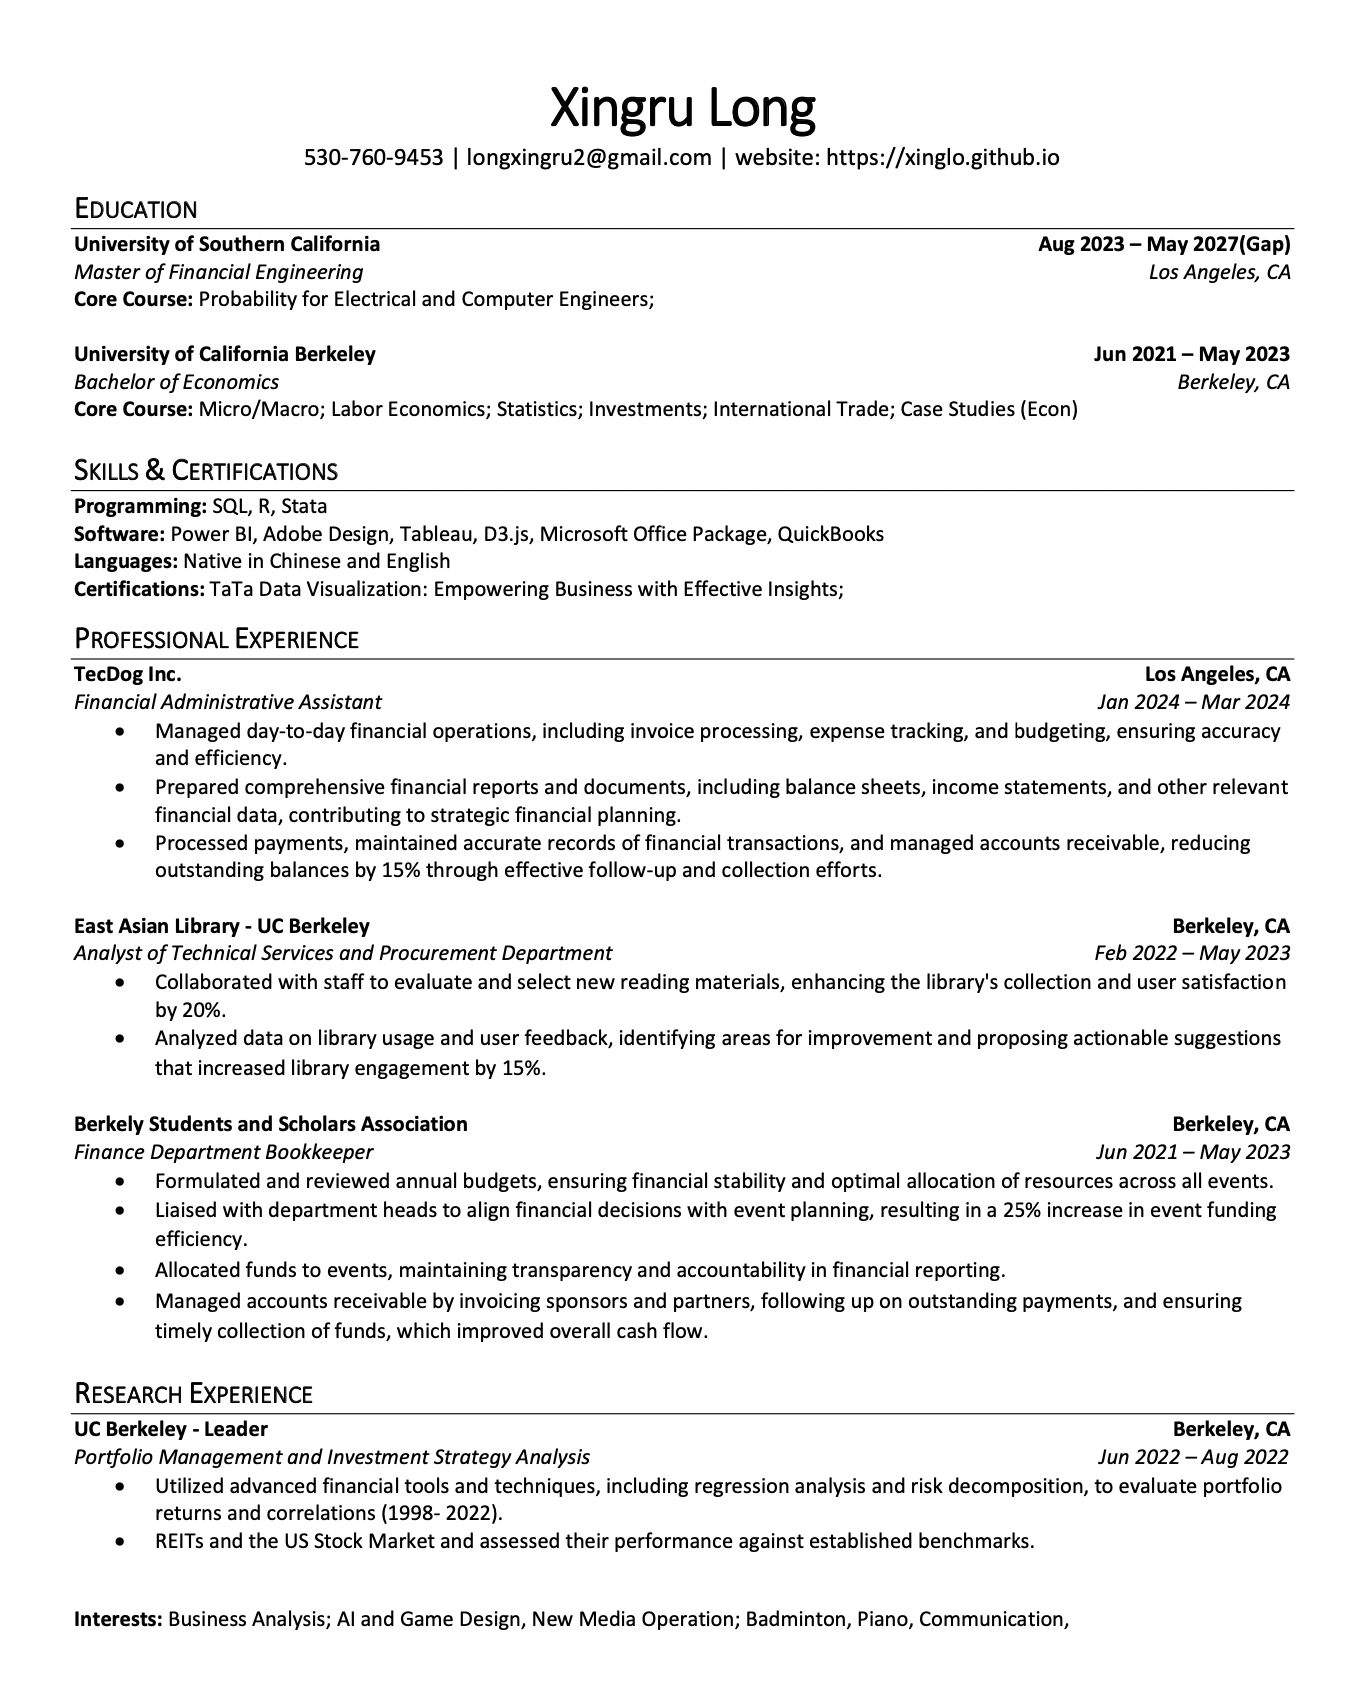 Xingru Long
530-760-9453 | longxingru2@gmail.com | website: https://xinglo.github.io
EDUCATION
University of Southern California Aug 2023 – May 2027(Gap)
Master of Financial Engineering Los Angeles, CA
Core Course: Probability for Electrical and Computer Engineers;
University of California Berkeley Jun 2021 – May 2023
Bachelor of Economics Berkeley, CA
Core Course: Micro/Macro; Labor Economics; Statistics; Investments; International Trade; Case Studies (Econ)
SKILLS & CERTIFICATIONS
Programming: SQL, R, Stata
Software: Power BI, Adobe Design, Tableau, D3.js, Microsoft Office Package, QuickBooks
Languages: Native in Chinese and English
Certifications: TaTa Data Visualization: Empowering Business with Effective Insights;
PROFESSIONAL EXPERIENCE
TecDog Inc. Los Angeles, CA
Financial Administrative Assistant Jan 2024 – Mar 2024
• Managed day-to-day financial operations, including invoice processing, expense tracking, and budgeting, ensuring accuracy
and efficiency.
• Prepared comprehensive financial reports and documents, including balance sheets, income statements, and other relevant
financial data, contributing to strategic financial planning.
• Processed payments, maintained accurate records of financial transactions, and managed accounts receivable, reducing
outstanding balances by 15% through effective follow-up and collection efforts.
East Asian Library - UC Berkeley Berkeley, CA
Analyst of Technical Services and Procurement Department Feb 2022 – May 2023
• Collaborated with staff to evaluate and select new reading materials, enhancing the library's collection and user satisfaction
by 20%.
• Analyzed data on library usage and user feedback, identifying areas for improvement and proposing actionable suggestions
that increased library engagement by 15%.
Berkely Students and Scholars Association Berkeley, CA
Finance Department Bookkeeper Jun 2021 – May 2023
• Formulated and reviewed annual budgets, ensuring financial stability and optimal allocation of resources across all events.
• Liaised with department heads to align financial decisions with event planning, resulting in a 25% increase in event funding
efficiency.
• Allocated funds to events, maintaining transparency and accountability in financial reporting.
• Managed accounts receivable by invoicing sponsors and partners, following up on outstanding payments, and ensuring
timely collection of funds, which improved overall cash flow.
RESEARCH EXPERIENCE
UC Berkeley - Leader Berkeley, CA
Portfolio Management and Investment Strategy Analysis Jun 2022 – Aug 2022
• Utilized advanced financial tools and techniques, including regression analysis and risk decomposition, to evaluate portfolio
returns and correlations (1998- 2022).
• REITs and the US Stock Market and assessed their performance against established benchmarks.
Interests: Business Analysis; AI and Game Design, New Media Operation; Badminton, Piano, Communication,